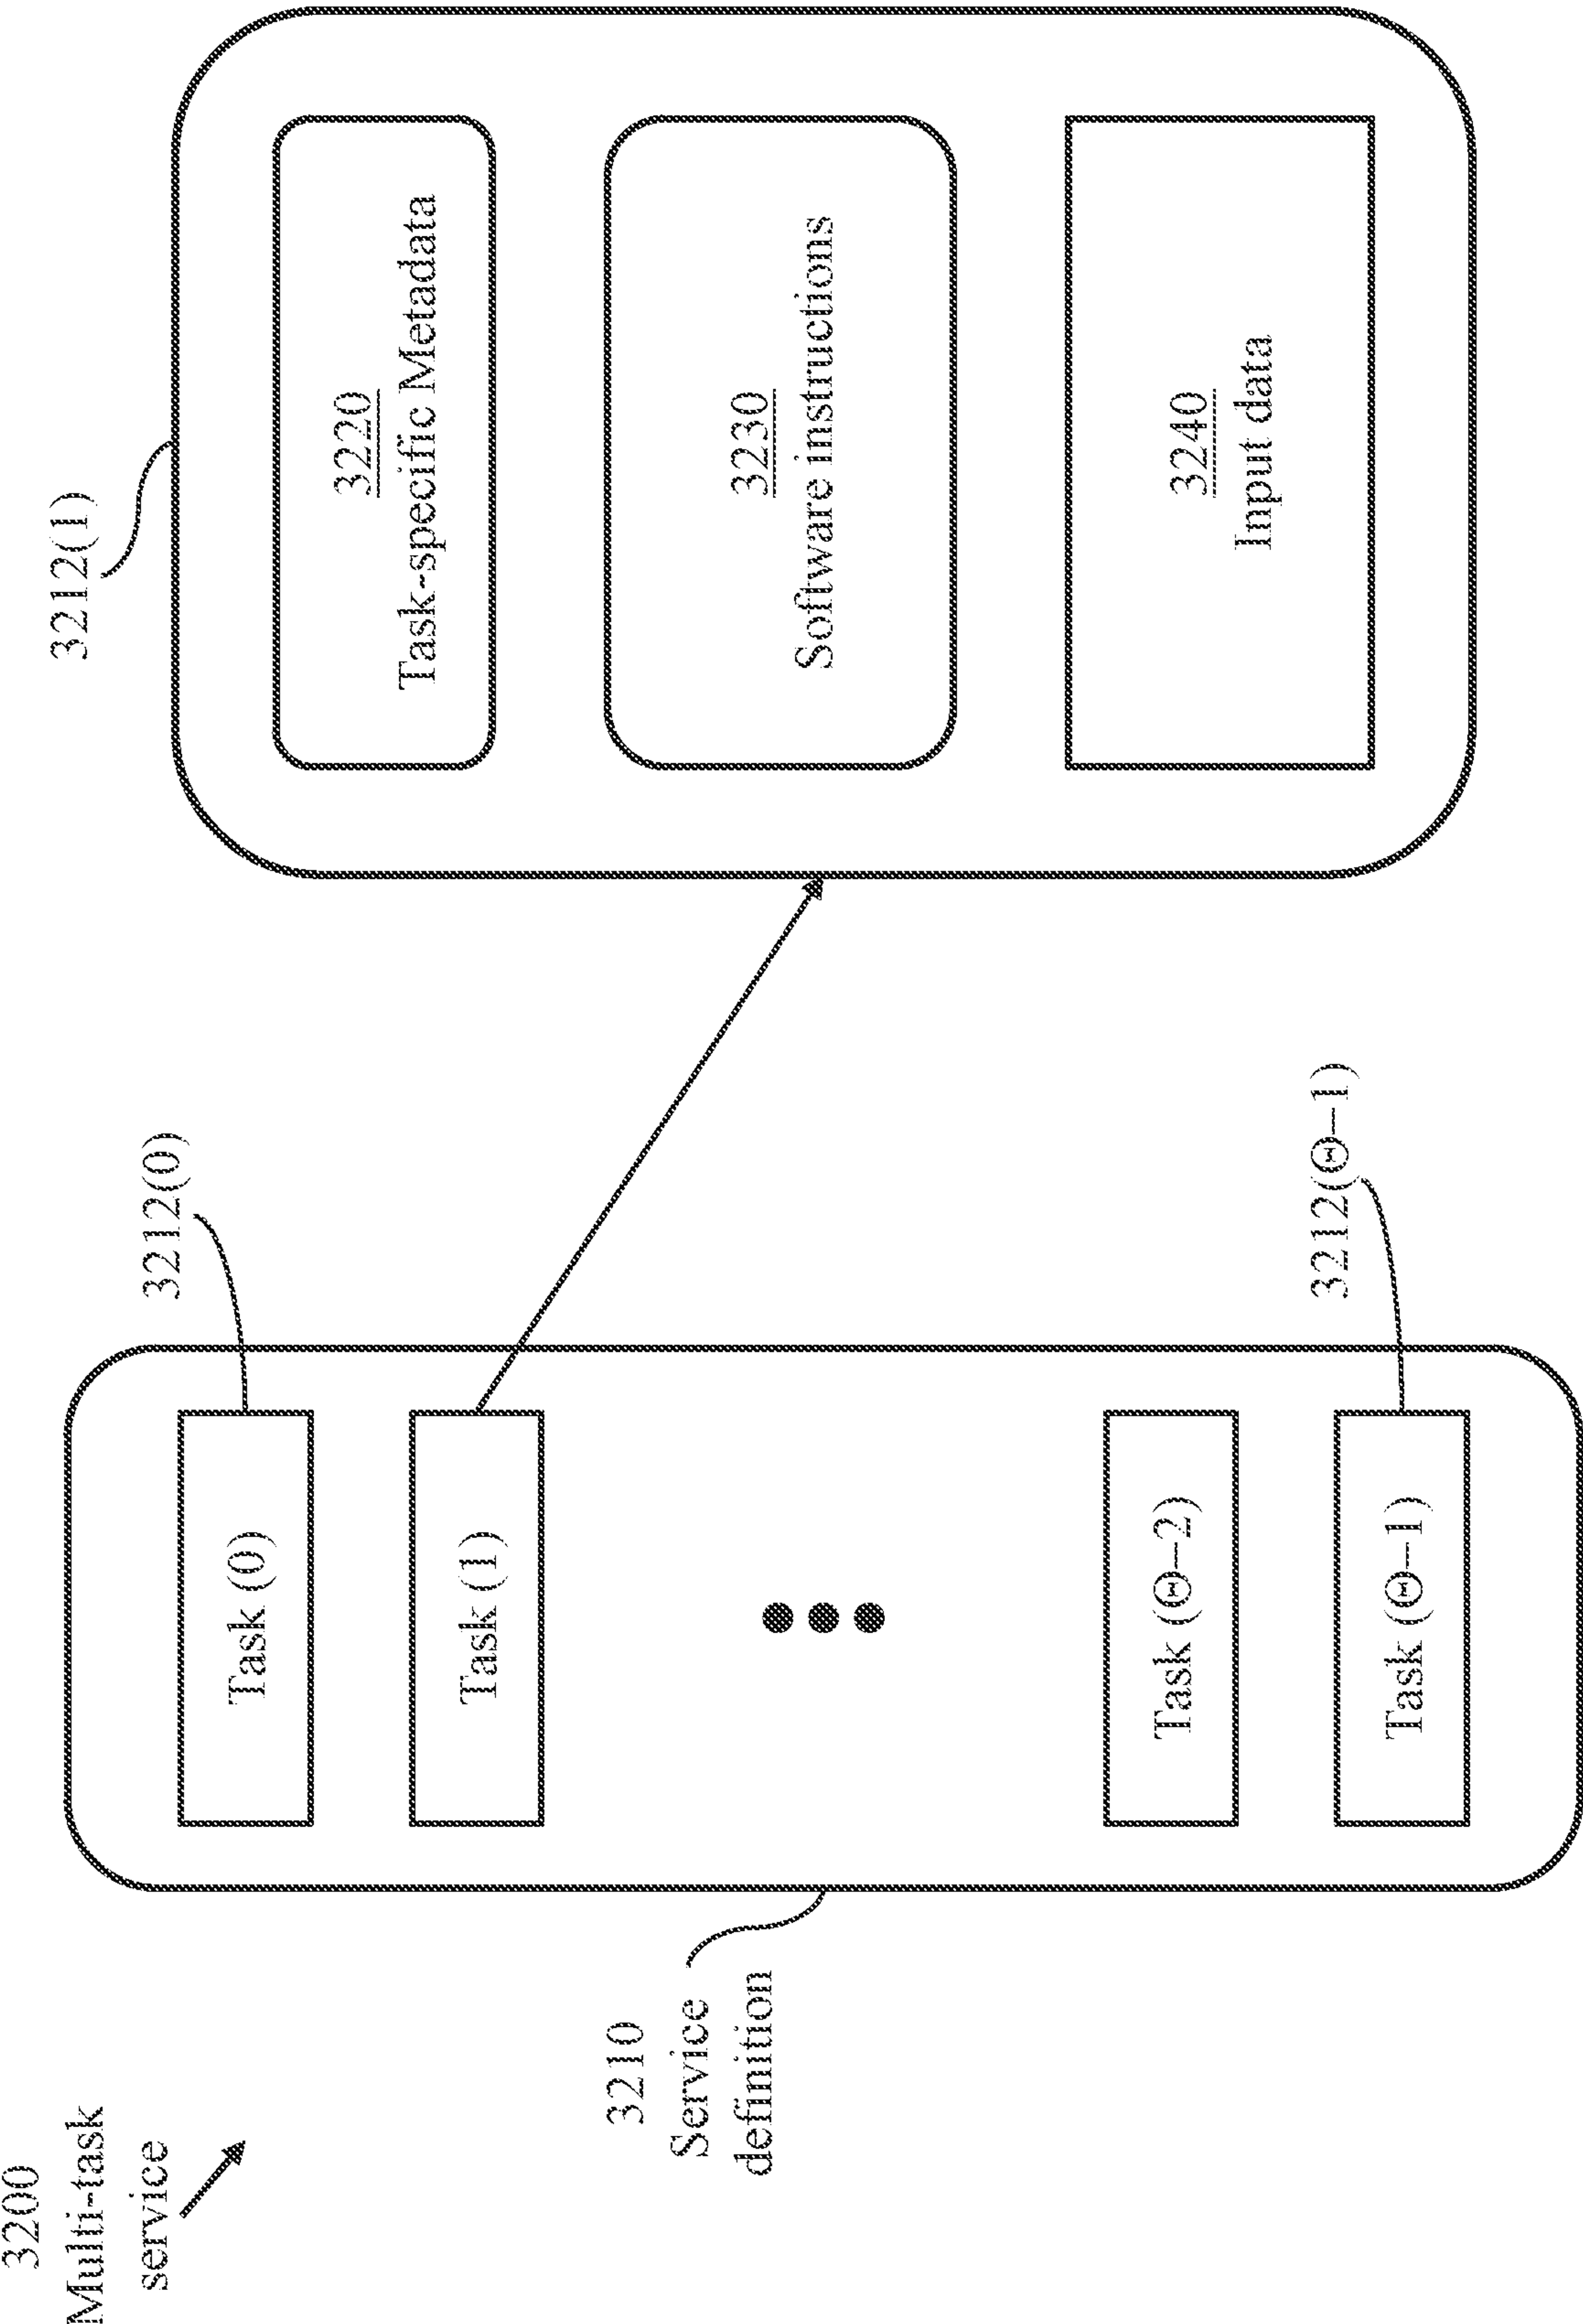 3200
Multi-task
service
3210
Service
definition
Task (0)
Task (1)
Task (Θ–2)
Task (Θ–1)
3212(0)
3212(Θ–1)
3212(1)
3220
Task-specific Metadata
3230
Software instructions
3240
Input data